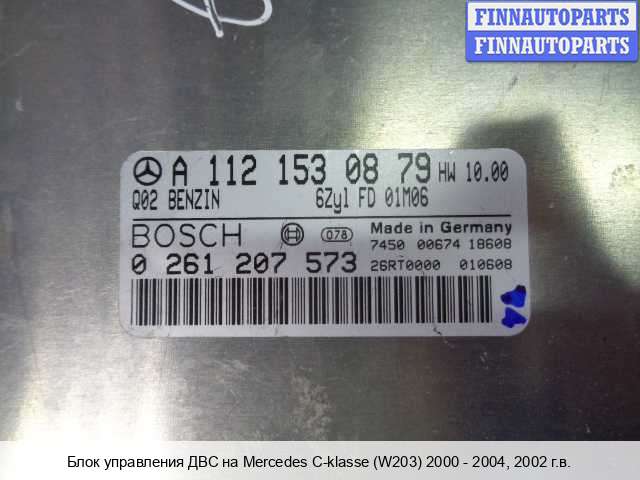 FINNAUTOPARTS
FINNAUTOPARTS
A 112 153 08 79 HW 10.00
Q02 BENZIN 6Zyl FD 01M06
BOSCH 078 Made in Germany
7450 00674 18608
0 261 207 573 26RT0000 010608
Блок управления ДВС на Mercedes C-klasse (W203) 2000 - 2004, 2002 г.в.